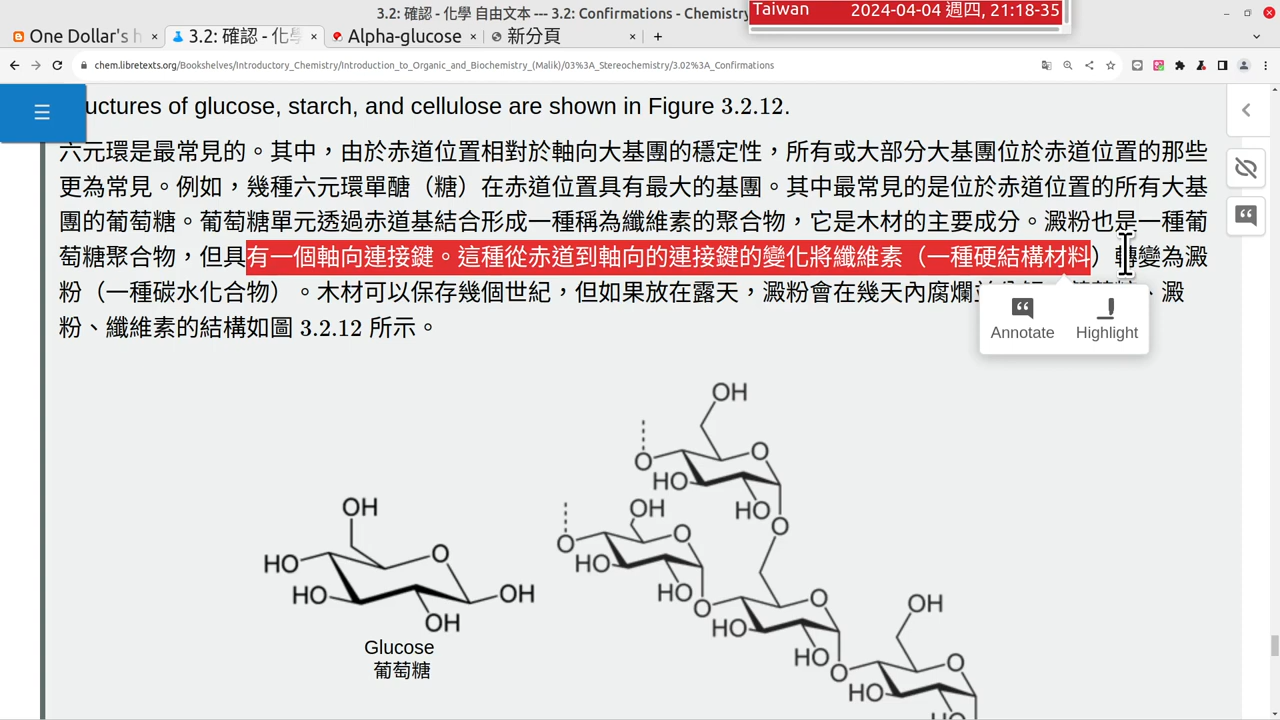 3.2: 確認 - 化學 自由文本 --- 3.2: Confirmations - Chemistry
Taiwan 2024-04-04 週四, 21:18-35
One Dollar's h
3.2: 確認 - 化學
Alpha-glucose
新分頁
chem.libretexts.org/Bookshelves/Introductory_Chemistry/Introduction_to_Organic_and_Biochemistry_(Malik)/03%3A_Stereochemistry/3.02%3A_Confirmations
uctures of glucose, starch, and cellulose are shown in Figure 3.2.12.
六元環是最常見的。其中，由於赤道位置相對於軸向大基團的穩定性，所有或大部分大基團位於赤道位置的那些
更為常見。例如，幾種六元環單醣（糖）在赤道位置具有最大的基團。其中最常見的是位於赤道位置的所有大基
團的葡萄糖。葡萄糖單元透過赤道基結合形成一種稱為纖維素的聚合物，它是木材的主要成分。澱粉也是一種葡
萄糖聚合物，但具有一個軸向連接鍵。這種從赤道到軸向的連接鍵的變化將纖維素（一種硬結構材料）轉變為澱
粉（一種碳水化合物）。木材可以保存幾個世紀，但如果放在露天，澱粉會在幾天內腐爛、澱
粉、纖維素的結構如圖 3.2.12 所示。
Annotate Highlight
OH
O
O
HO
HO
OH
OH
O
O
O
HO
HO
OH
O
HO
HO
OH
OH
O
O
HO
HO
OH
O
O
HO
HO
Glucose
葡萄糖